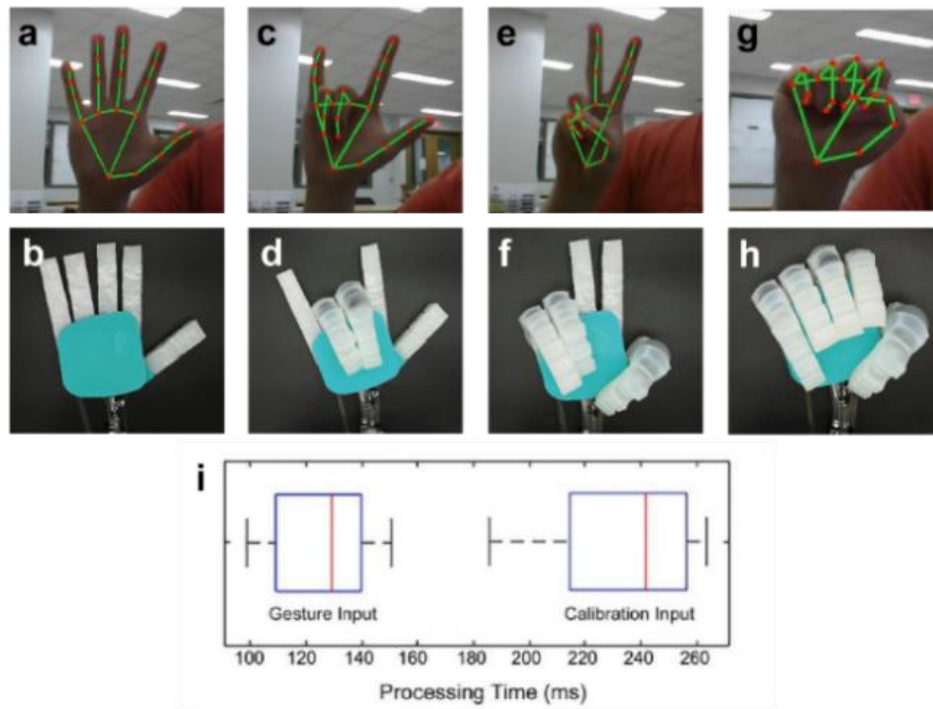 a
c
e
g
b
d
f
h
i
Gesture Input
Calibration Input
100 120 140 160 180 200 220 240 260
Processing Time (ms)